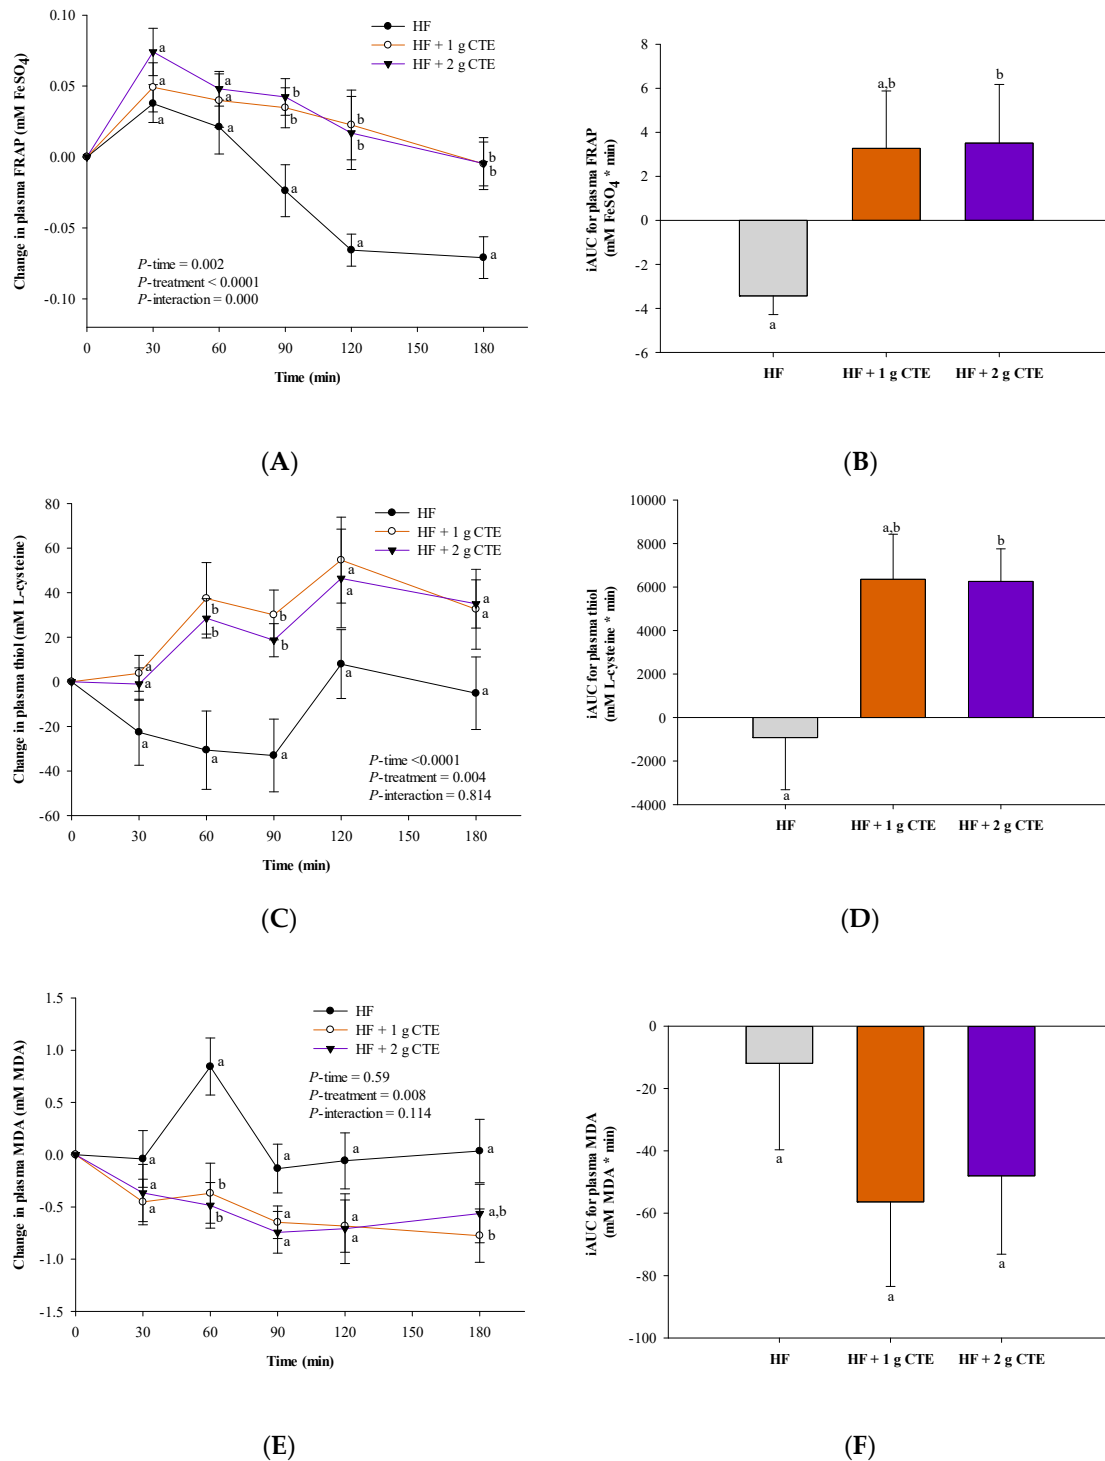 HF
HF + 1 g CTE
HF + 2 g CTE
Change in plasma FRAP (mM FeSO4)
0.10
0.05
0.00
-0.05
-0.10
a
a
a
a
a
a
b
b
a
b
b
a
b
b
a
P-time = 0.002
P-treatment < 0.0001
P-interaction = 0.000
0 30 60 90 120 150 180
Time (min)
(A)
iAUC for plasma FRAP
(mM FeSO4 * min)
8
6
4
2
0
-2
-4
-6
a
a,b
b
HF HF + 1 g CTE HF + 2 g CTE
(B)
HF
HF + 1 g CTE
HF + 2 g CTE
Change in plasma thiol (mM L-cysteine)
80
60
40
20
0
-20
-40
-60
a
a
a
b
b
a
b
b
a
a
a
a
a
a
a
P-time <0.0001
P-treatment = 0.004
P-interaction = 0.814
0 30 60 90 120 150 180
Time (min)
(C)
iAUC for plasma thiol
(mM L-cysteine * min)
10000
8000
6000
4000
2000
0
-2000
-4000
a
a,b
b
HF HF + 1 g CTE HF + 2 g CTE
(D)
HF
HF + 1 g CTE
HF + 2 g CTE
Change in plasma MDA (mM MDA)
1.5
1.0
0.5
0.0
-0.5
-1.0
-1.5
P-time = 0.59
P-treatment = 0.008
P-interaction = 0.114
a
a
a
a
b
b
a
a
a
a
a
a
a
a,b
b
0 30 60 90 120 150 180
Time (min)
(E)
iAUC for plasma MDA
(mM MDA * min)
0
-20
-40
-60
-80
-100
a
a
a
HF HF + 1 g CTE HF + 2 g CTE
(F)